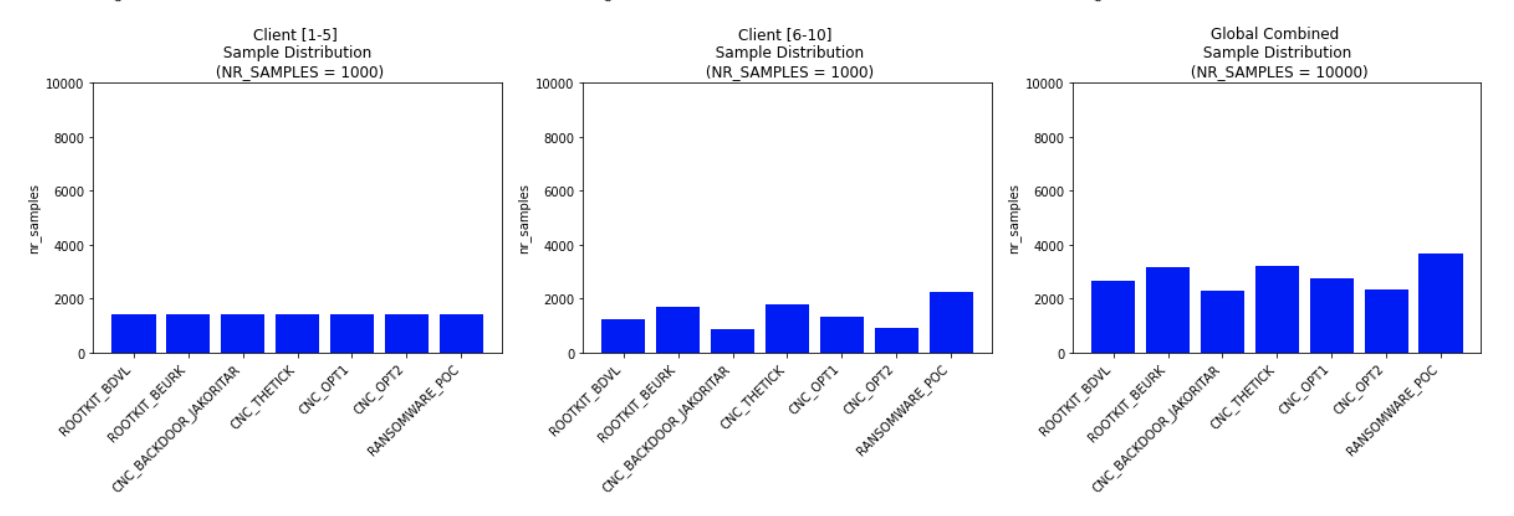 Client [1-5]
Sample Distribution
(NR_SAMPLES = 1000)
10000
8000
6000
4000
2000
0
nr_samples
ROOTKIT_BDVL
ROOTKIT_BEURK
CNC_BACKDOOR_JAKORITAR
CNC_THETICK
CNC_OPT1
CNC_OPT2
RANSOMWARE_POC
Client [6-10]
Sample Distribution
(NR_SAMPLES = 1000)
10000
8000
6000
4000
2000
0
nr_samples
ROOTKIT_BDVL
ROOTKIT_BEURK
CNC_BACKDOOR_JAKORITAR
CNC_THETICK
CNC_OPT1
CNC_OPT2
RANSOMWARE_POC
Global Combined
Sample Distribution
(NR_SAMPLES = 10000)
10000
8000
6000
4000
2000
0
nr_samples
ROOTKIT_BDVL
ROOTKIT_BEURK
CNC_BACKDOOR_JAKORITAR
CNC_THETICK
CNC_OPT1
CNC_OPT2
RANSOMWARE_POC